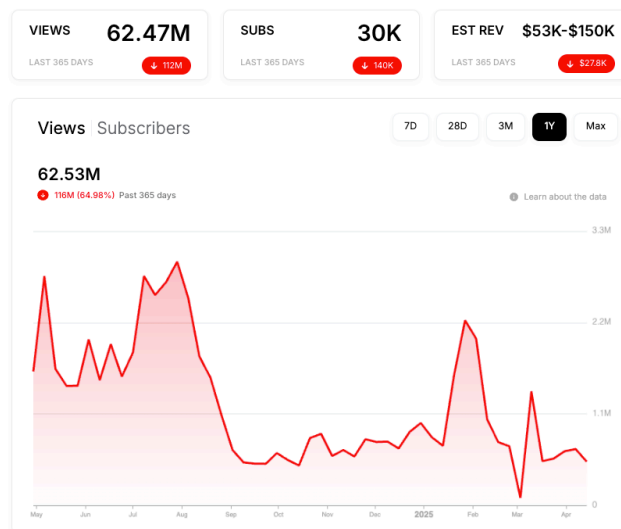 VIEWS 62.47M
LAST 365 DAYS ↓ 112M
SUBS 30K
LAST 365 DAYS ↓ 140K
EST REV $53K-$150K
LAST 365 DAYS ↓ $27.8K
Views | Subscribers
7D 28D 3M 1Y Max
62.53M
116M (64.98%) Past 365 days
Learn about the data
3.3M
2.2M
1.1M
0
May Jun Jul Aug Sep Oct Nov Dec 2025 Feb Mar Apr